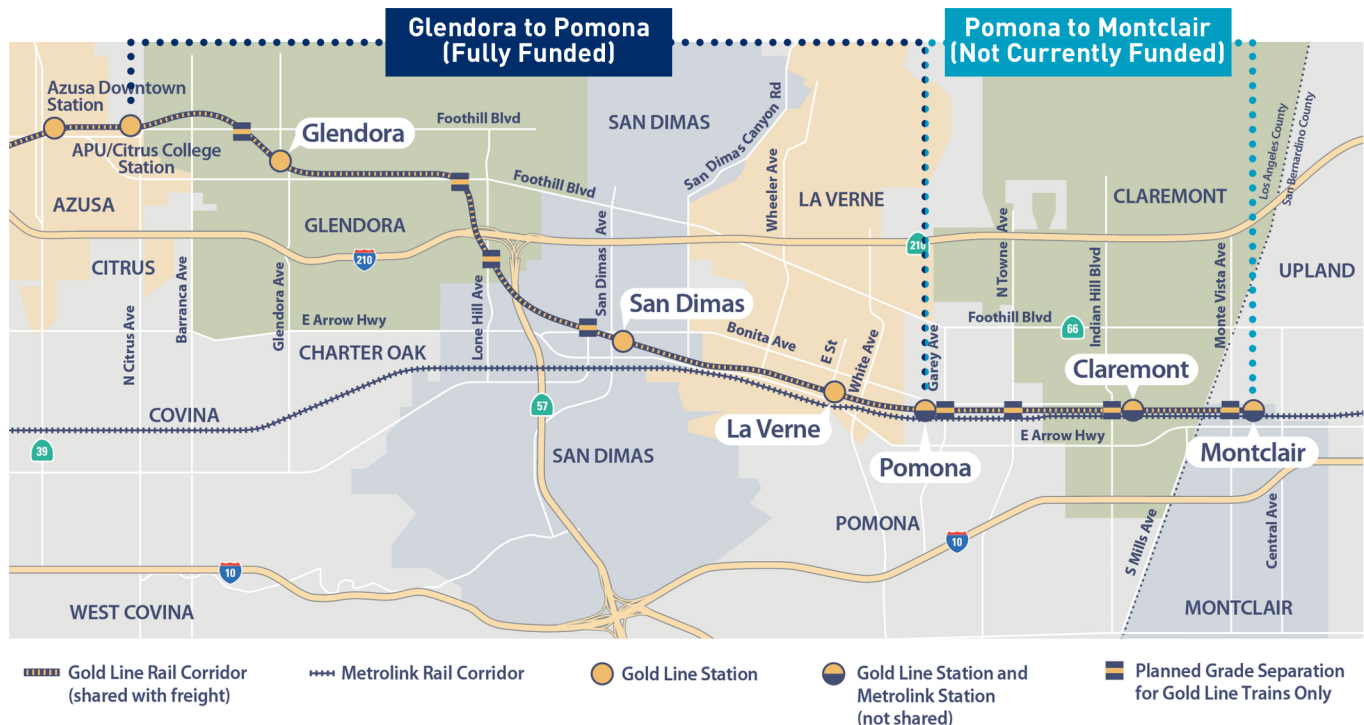 Glendora to Pomona
(Fully Funded)
Pomona to Montclair
(Not Currently Funded)
Azusa Downtown
Station
APU/Citrus College
Station
Glendora
Foothill Blvd
Foothill Blvd
SAN DIMAS
San Dimas Canyon Rd
Wheeler Ave
LA VERNE
CLAREMONT
Los Angeles County
San Bernardino County
AZUSA
GLENDORA
210
210
CITRUS
UPLAND
N Citrus Ave
Barranca Ave
Glendora Ave
E Arrow Hwy
CHARTER OAK
Lone Hill Ave
San Dimas Ave
San Dimas
Bonita Ave
E St
White Ave
Garey Ave
N Towne Ave
Foothill Blvd
66
Indian Hill Blvd
Monte Vista Ave
Claremont
COVINA
39
57
SAN DIMAS
La Verne
Pomona
E Arrow Hwy
Montclair
POMONA
10
10
S Mills Ave
Central Ave
WEST COVINA
MONTCLAIR
Gold Line Rail Corridor
(shared with freight)
Metrolink Rail Corridor
Gold Line Station
Gold Line Station and
Metrolink Station
(not shared)
Planned Grade Separation
for Gold Line Trains Only